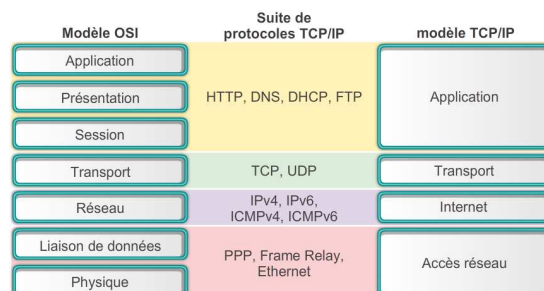 Modèle OSI
Suite de
protocoles TCP/IP
modèle TCP/IP
Application
Présentation
Session
HTTP, DNS, DHCP, FTP
Application
Transport
TCP, UDP
Transport
Réseau
IPv4, IPv6,
ICMPv4, ICMPv6
Internet
Liaison de données
Physique
PPP, Frame Relay,
Ethernet
Accès réseau